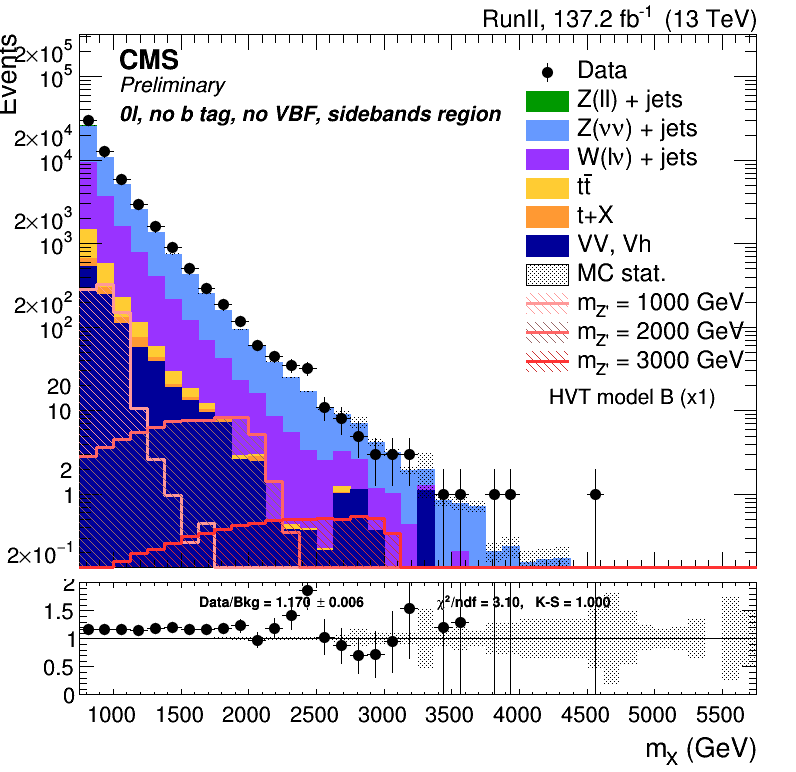 RunII, 137.2 fb⁻¹ (13 TeV)
Events
CMS
Preliminary
0l, no b tag, no VBF, sidebands region
Data
Z(ll) + jets
Z(νν) + jets
W(lν) + jets
tt̄
t+X
VV, Vh
MC stat.
m_Z' = 1000 GeV
m_Z' = 2000 GeV
m_Z' = 3000 GeV
HVT model B (x1)
2×10⁵
10⁵
2×10⁴
10⁴
2×10³
10³
2×10²
10²
20
10
2
1
2×10⁻¹
Data/Bkg = 1.170 ± 0.006
χ²/ndf = 3.10, K-S = 1.000
2
1.5
1
0.5
0
1000 1500 2000 2500 3000 3500 4000 4500 5000 5500
m_X (GeV)